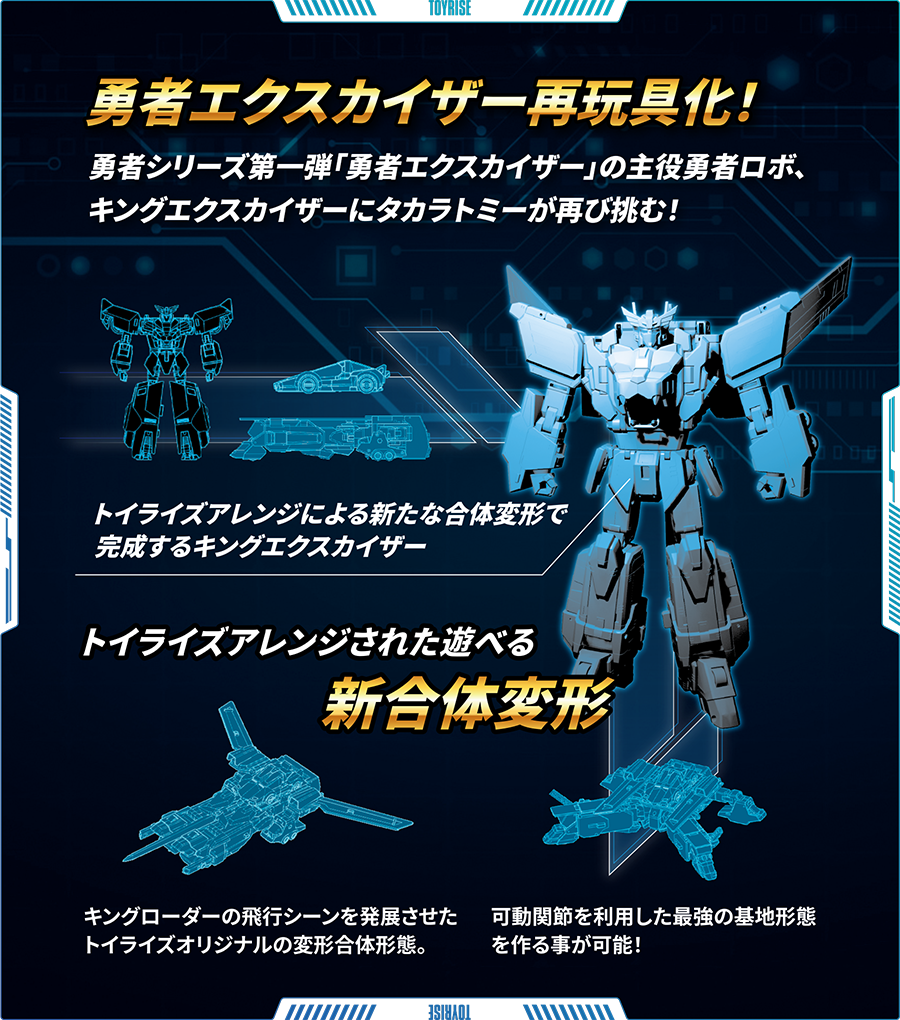 TOYRISE
勇者エクスカイザー再玩具化！
勇者シリーズ第一弾「勇者エクスカイザー」の主役勇者ロボ、
キングエクスカイザーにタカラトミーが再び挑む！
トイライズアレンジによる新たな合体変形で
完成するキングエクスカイザー
トイライズアレンジされた遊べる
新合体変形
キングローダーの飛行シーンを発展させた
トイライズオリジナルの変形合体形態。
可動関節を利用した最強の基地形態
を作る事が可能！
TOYRISE